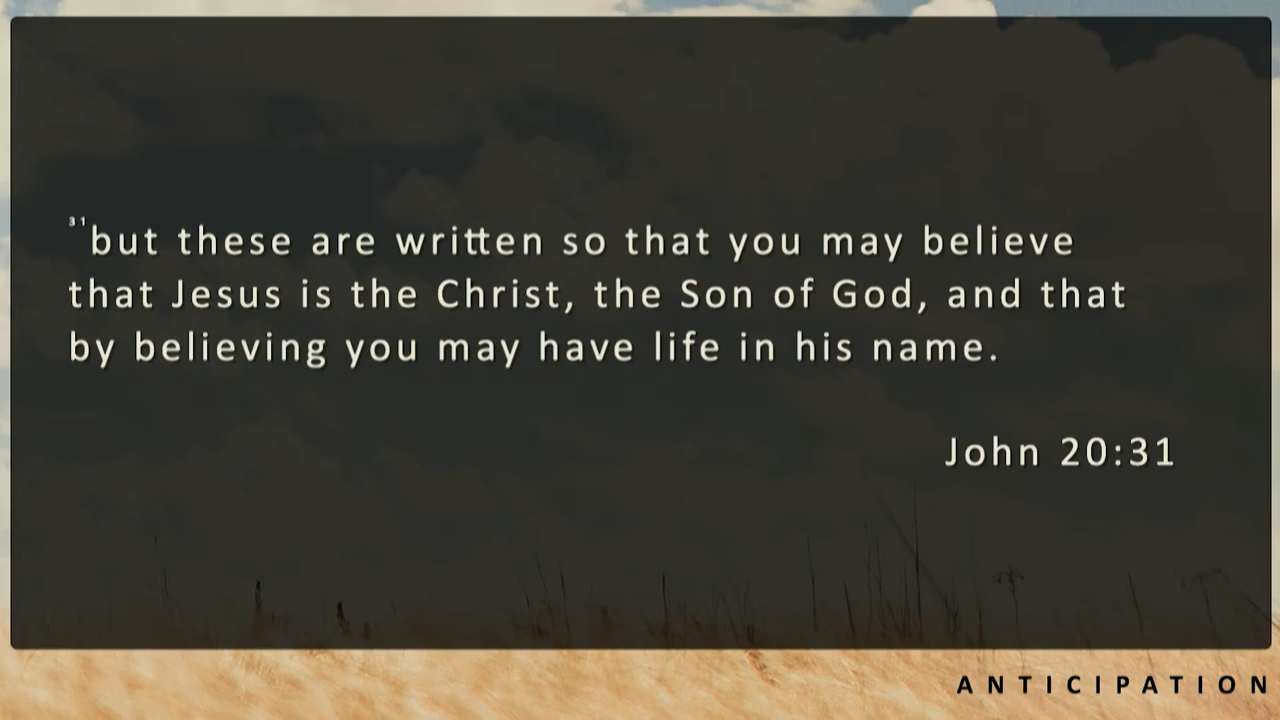 31but these are written so that you may believe
that Jesus is the Christ, the Son of God, and that
by believing you may have life in his name.
John 20:31
ANTICIPATION